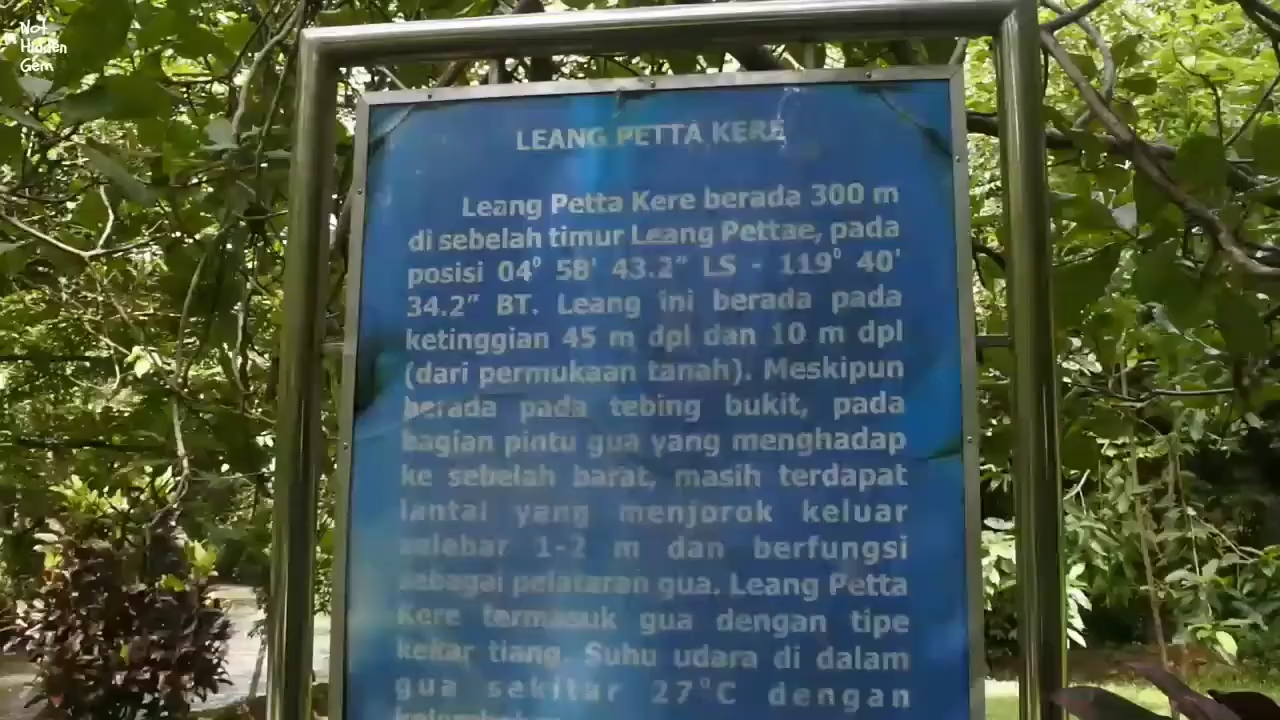 Not
Hidden
Gem
LEANG PETTA KERE
Leang Petta Kere berada 300 m
di sebelah timur Leang Pettae, pada
posisi 04⁰ 58' 43.2” LS - 119⁰ 40'
34.2” BT. Leang ini berada pada
ketinggian 45 m dpl dan 10 m dpl
(dari permukaan tanah). Meskipun
berada pada tebing bukit, pada
bagian pintu gua yang menghadap
ke sebelah barat, masih terdapat
lantai yang menjorok keluar
selebar 1-2 m dan berfungsi
sebagai pelataran gua. Leang Petta
Kere termasuk gua dengan tipe
kekar tiang. Suhu udara di dalam
gua sekitar 27°C dengan